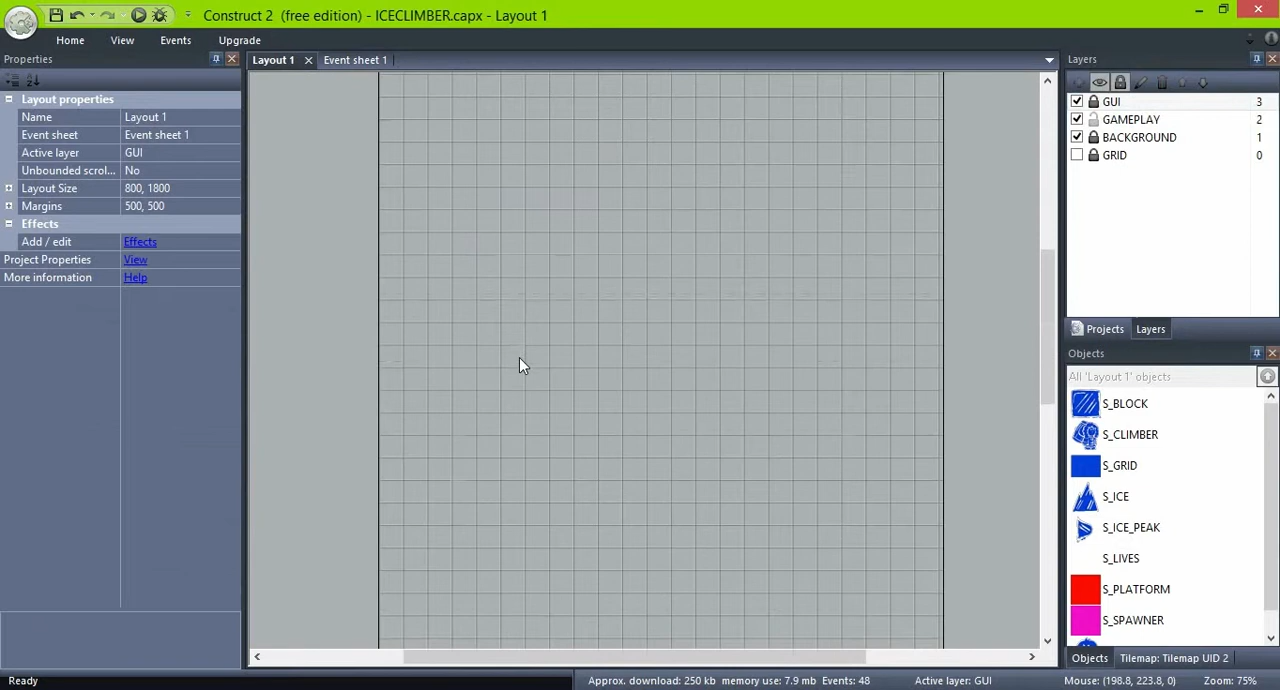 Construct 2 (free edition) - ICECLIMBER.capx - Layout 1
Home View Events Upgrade
Properties
Layout properties
Name Layout 1
Event sheet Event sheet 1
Active layer GUI
Unbounded scrol... No
Layout Size 800, 1800
Margins 500, 500
Effects
Add / edit Effects
Project Properties View
More information Help
Layout 1 Event sheet 1
Layers
GUI 3
GAMEPLAY 2
BACKGROUND 1
GRID 0
Projects Layers
Objects
All 'Layout 1' objects
S_BLOCK
S_CLIMBER
S_GRID
S_ICE
S_ICE_PEAK
S_LIVES
S_PLATFORM
S_SPAWNER
Objects Tilemap: Tilemap UID 2
Ready Approx. download: 250 kb memory use: 7.9 mb Events: 48 Active layer: GUI Mouse: (198.8, 223.8, 0) Zoom: 75%